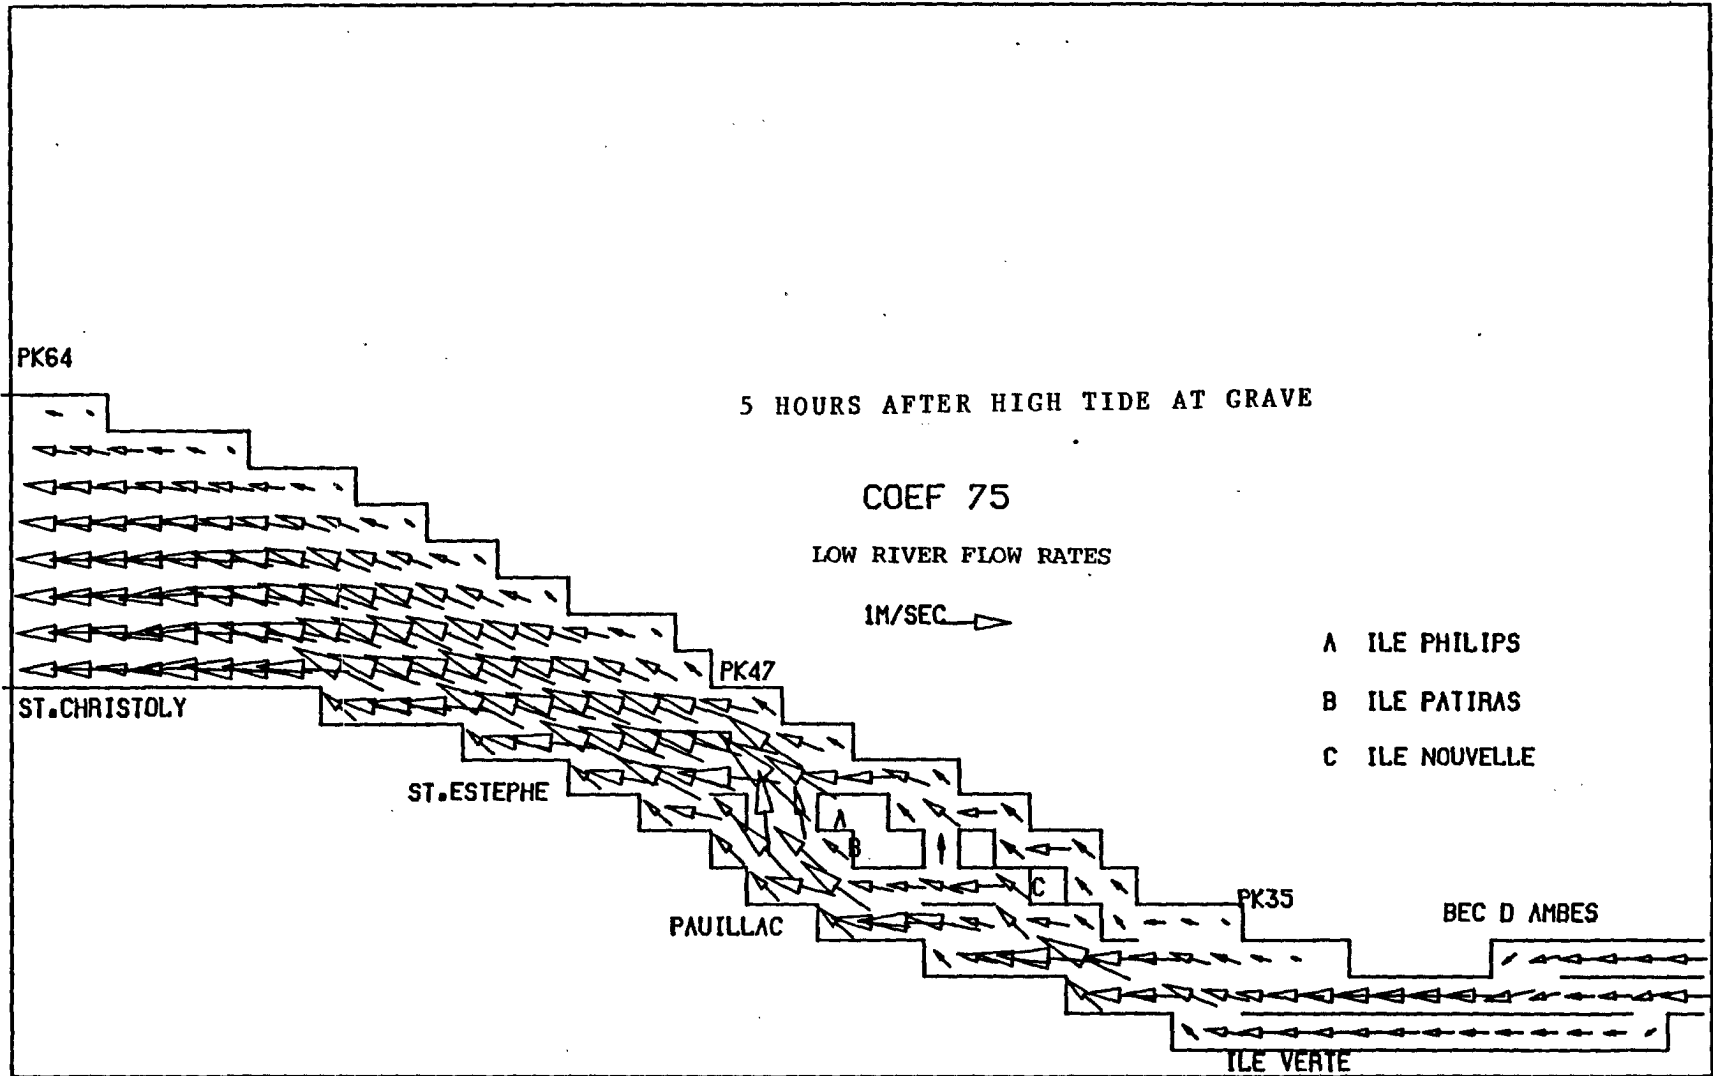 PK64
5 HOURS AFTER HIGH TIDE AT GRAVE
COEF 75
LOW RIVER FLOW RATES
1M/SEC
A ILE PHILIPS
B ILE PATIRAS
C ILE NOUVELLE
PK47
ST.CHRISTOLY
ST.ESTEPHE
A
B
C
PK35
BEC D AMBES
PAUILLAC
ILE VERTE